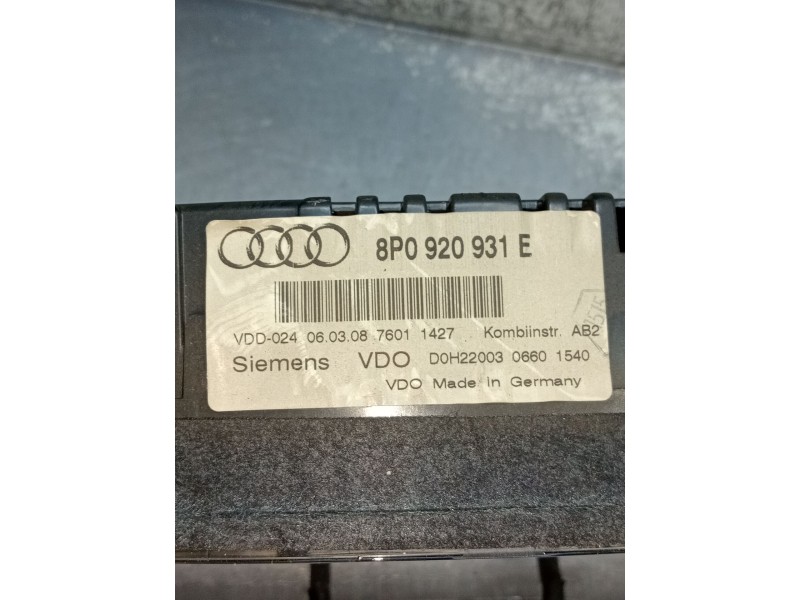 8P0 920 931 E
VDD-024 06.03.08 7601 1427 Kombiinstr. AB2
Siemens VDO D0H22003 0660 1540
VDO Made in Germany